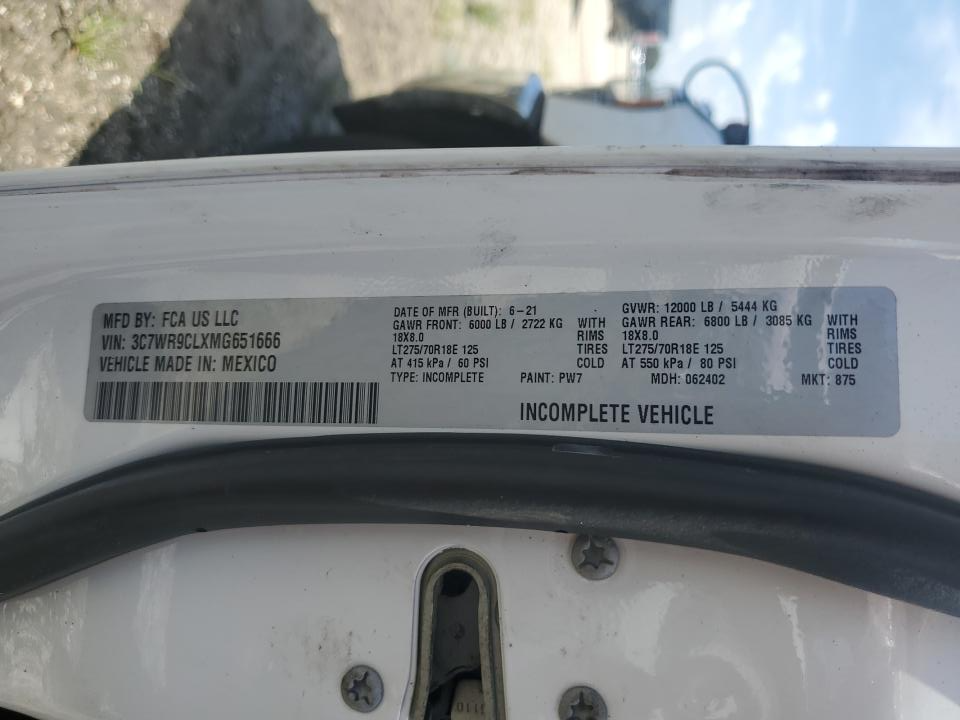 MFD BY: FCA US LLC
VIN: 3C7WR9CLXMG651666
VEHICLE MADE IN: MEXICO
DATE OF MFR (BUILT): 6-21
GAWR FRONT: 6000 LB / 2722 KG WITH
18X8.0 RIMS
LT275/70R18E 125 TIRES
AT 415 kPa / 60 PSI COLD
GVWR: 12000 LB / 5444 KG
GAWR REAR: 6800 LB / 3085 KG WITH
18X8.0 RIMS
LT275/70R18E 125 TIRES
AT 550 kPa / 80 PSI COLD
TYPE: INCOMPLETE PAINT: PW7 MDH: 062402 MKT: 875
INCOMPLETE VEHICLE